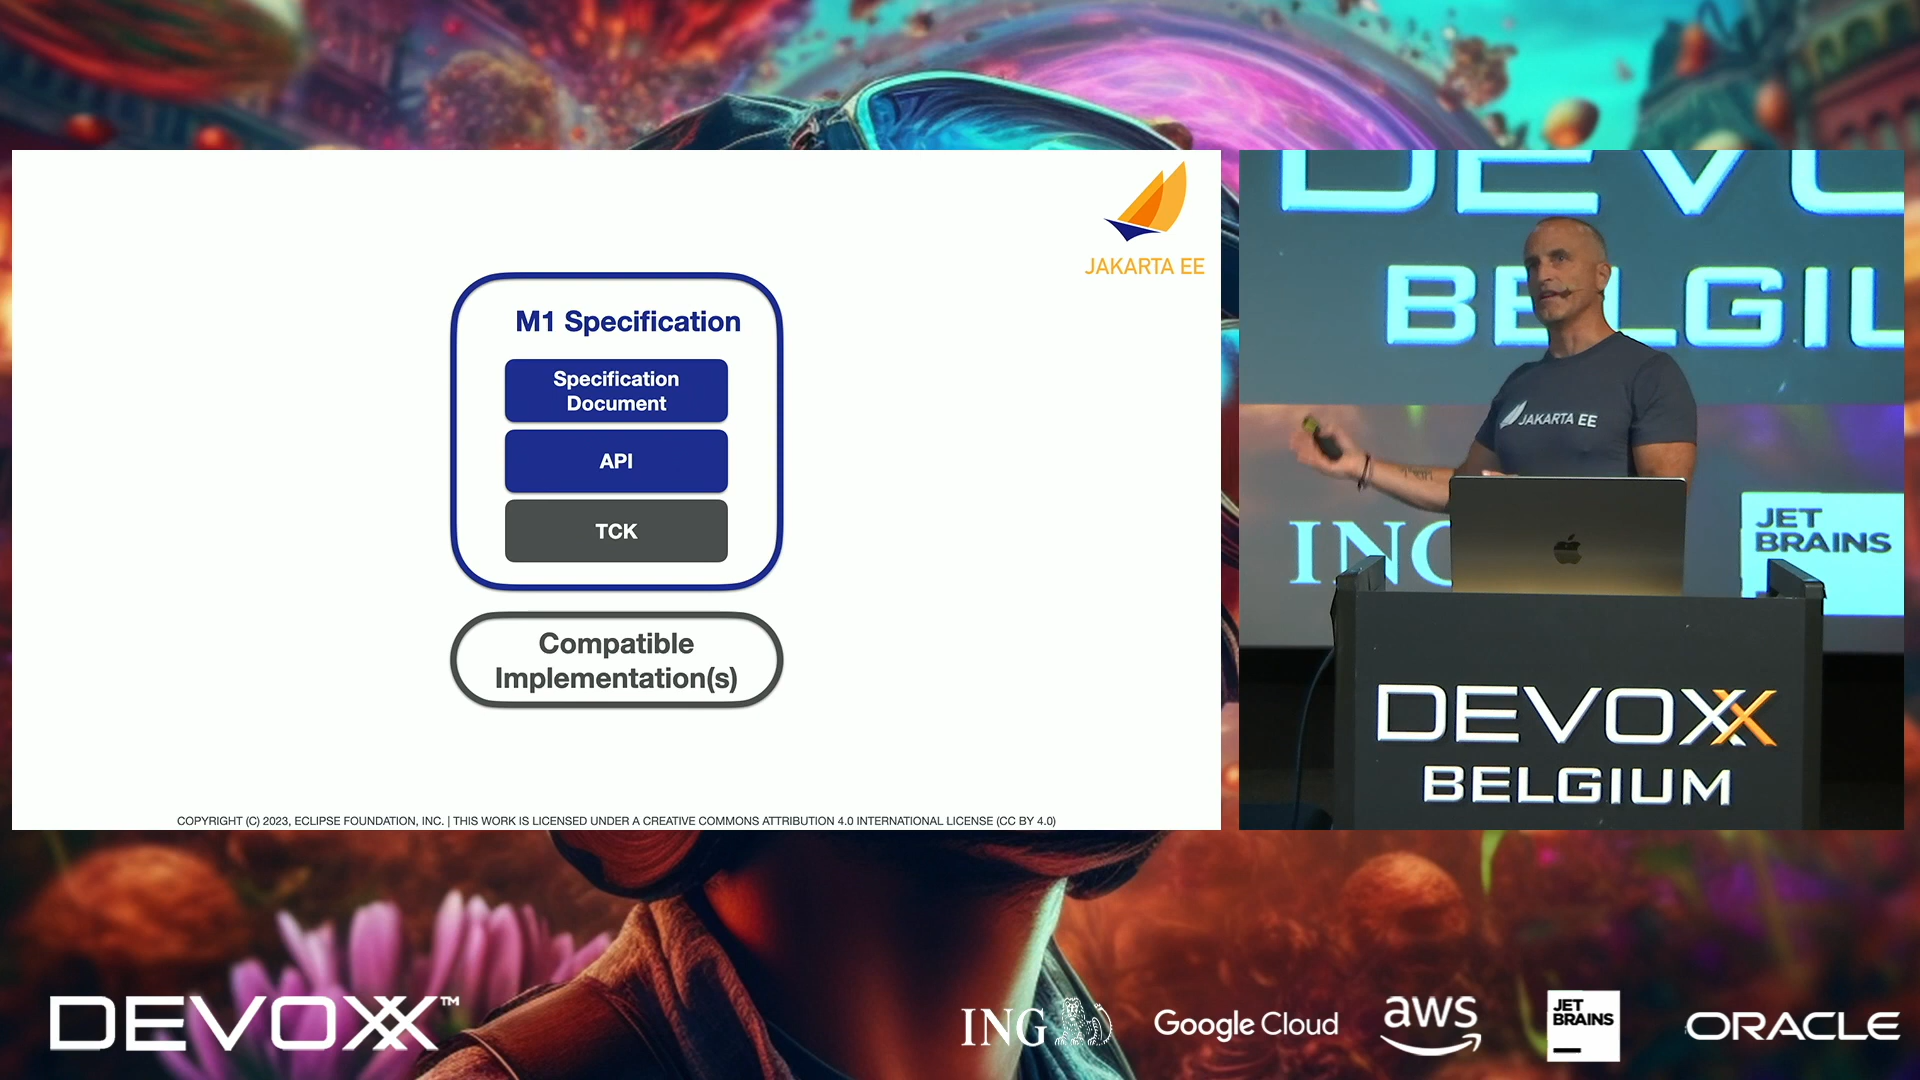 JAKARTA EE
M1 Specification
Specification
Document
API
TCK
Compatible
Implementation(s)
COPYRIGHT (C) 2023, ECLIPSE FOUNDATION, INC. | THIS WORK IS LICENSED UNDER A CREATIVE COMMONS ATTRIBUTION 4.0 INTERNATIONAL LICENSE (CC BY 4.0)
DEVO
BELGIU
JAKARTA EE
ING
JET
BRAINS
DEVOXX
BELGIUM
DEVOXX™
ING
Google Cloud
aws
JET
BRAINS
ORACLE